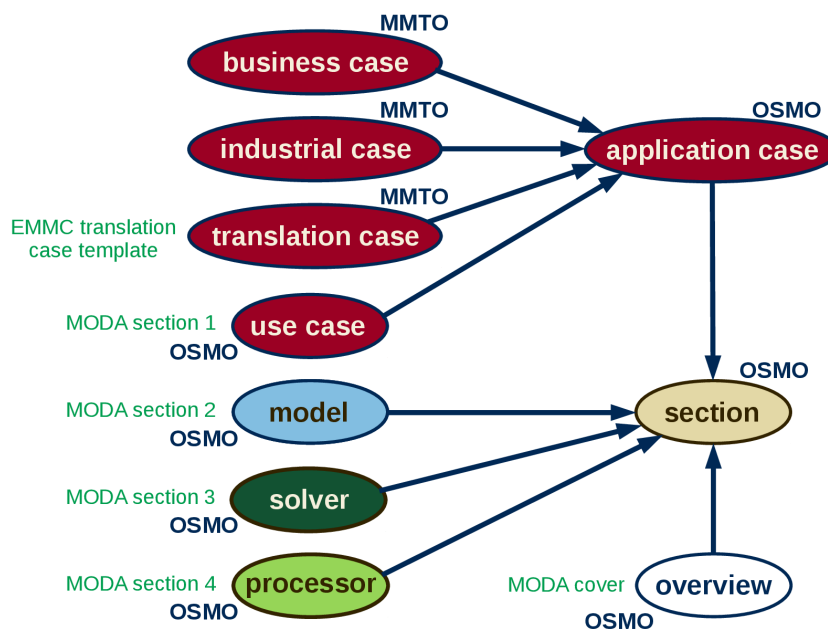 MMTO
business case
MMTO
OSMO
industrial case
application case
MMTO
EMMC translation
case template
translation case
MODA section 1
use case
OSMO
OSMO
MODA section 2
model
section
OSMO
MODA section 3
solver
OSMO
MODA section 4
processor
MODA cover
overview
OSMO
OSMO